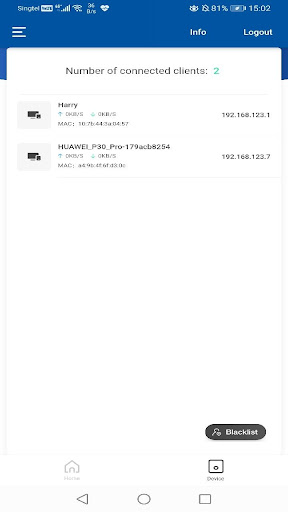 Singtel 36 B/s 81% 15:02
Info Logout
Number of connected clients: 2
Harry
↑ 0KB/S ↓ 0KB/S 192.168.123.1
MAC: 10:7b:44:3a:04:57
HUAWEI_P30_Pro-179acb8254
↑ 0KB/S ↓ 0KB/S 192.168.123.7
MAC: a4:9b:4f:6f:d3:0c
Blacklist
Home Device